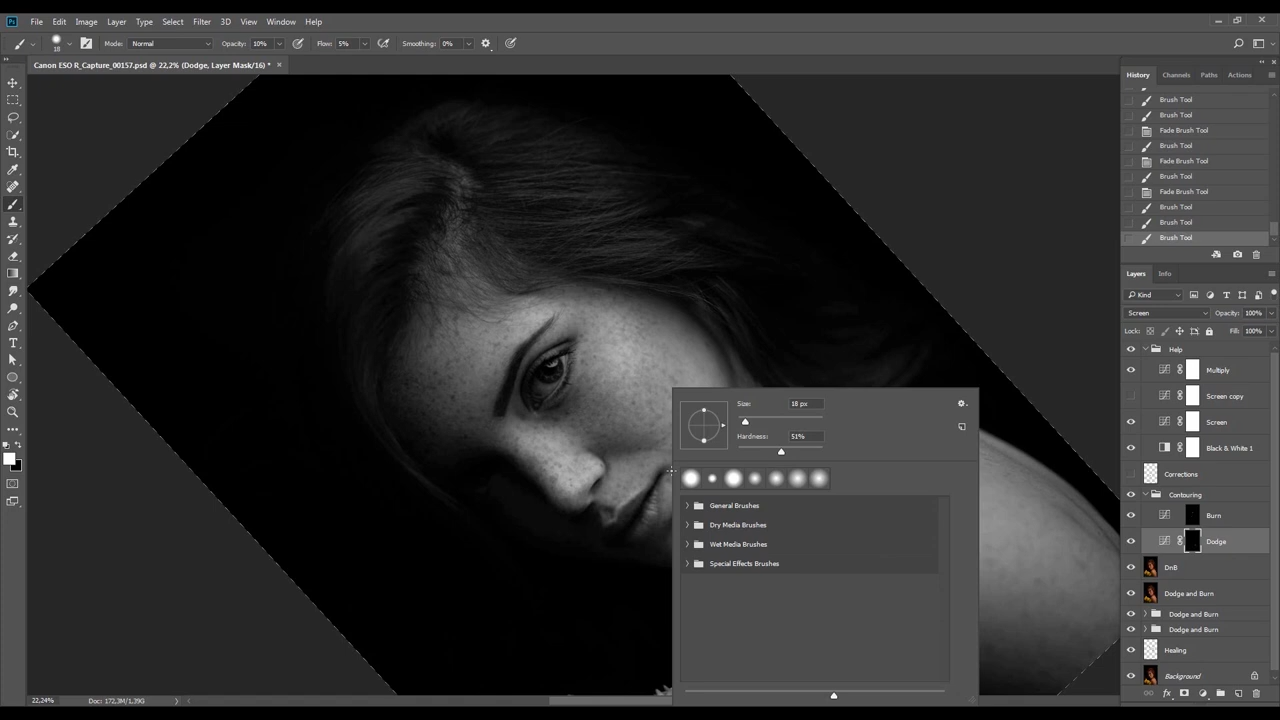 Ps File Edit Image Layer Type Select Filter 3D View Window Help
18 Mode: Normal Opacity: 10% Flow: 5% Smoothing: 0%
Canon ESO R_Capture_00157.psd @ 22,2% (Dodge, Layer Mask/16) * ×
History Channels Paths Actions
Brush Tool
Brush Tool
Fade Brush Tool
Brush Tool
Fade Brush Tool
Brush Tool
Fade Brush Tool
Brush Tool
Brush Tool
Brush Tool
Layers Info
Kind
Screen Opacity: 100%
Lock: Fill: 100%
Help
Multiply
Screen copy
Screen
Black & White 1
Corrections
Contouring
Burn
Dodge
DnB
Dodge and Burn
Dodge and Burn
Dodge and Burn
Healing
Background
fx
Size: 18 px
Hardness: 51%
General Brushes
Dry Media Brushes
Wet Media Brushes
Special Effects Brushes
22,24% Doc: 172,3M/1,39G